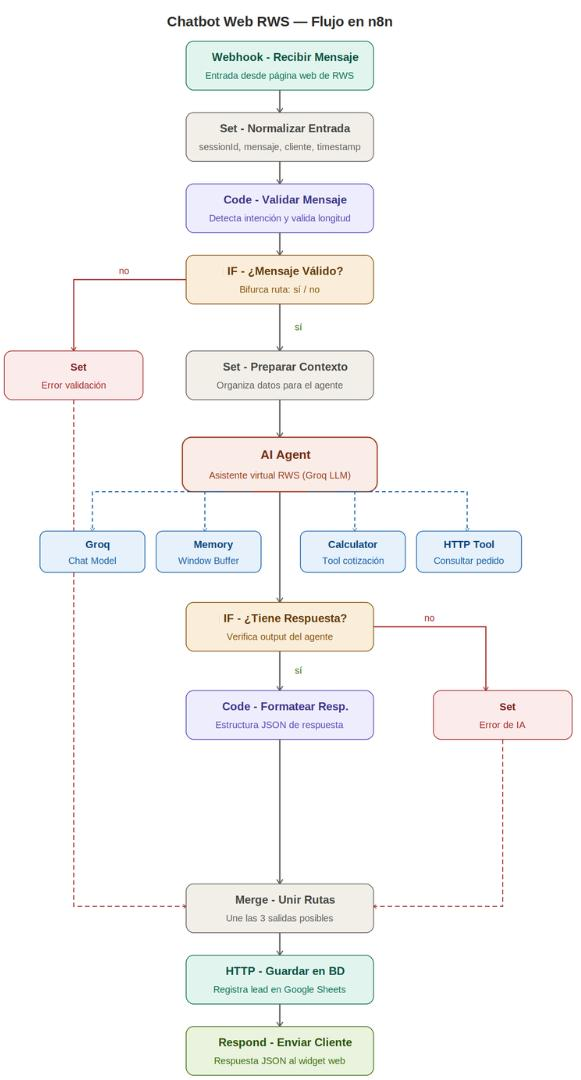 Chatbot Web RWS — Flujo en n8n
Webhook - Recibir Mensaje
Entrada desde página web de RWS
Set - Normalizar Entrada
sessionId, mensaje, cliente, timestamp
Code - Validar Mensaje
Detecta intención y valida longitud
IF - ¿Mensaje Válido?
Bifurca ruta: sí / no
no
sí
Set
Error validación
Set - Preparar Contexto
Organiza datos para el agente
AI Agent
Asistente virtual RWS (Groq LLM)
Groq
Chat Model
Memory
Window Buffer
Calculator
Tool cotización
HTTP Tool
Consultar pedido
IF - ¿Tiene Respuesta?
Verifica output del agente
no
sí
Code - Formatear Resp.
Estructura JSON de respuesta
Set
Error de IA
Merge - Unir Rutas
Une las 3 salidas posibles
HTTP - Guardar en BD
Registra lead en Google Sheets
Respond - Enviar Cliente
Respuesta JSON al widget web